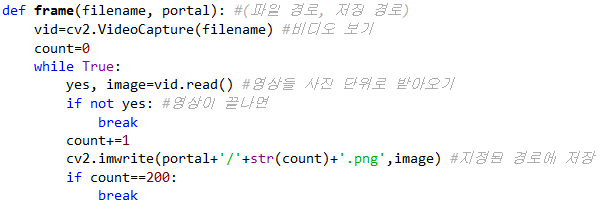 def frame(filename, portal): #(파일 경로, 저장 경로)
    vid=cv2.VideoCapture(filename) #비디오 보기
    count=0
    while True:
        yes, image=vid.read() #영상들 사진 단위로 받아오기
        if not yes: #영상이 끝나면
            break
        count+=1
        cv2.imwrite(portal+'/'+str(count)+'.png',image) #지정된 경로에 저장
        if count==200:
            break